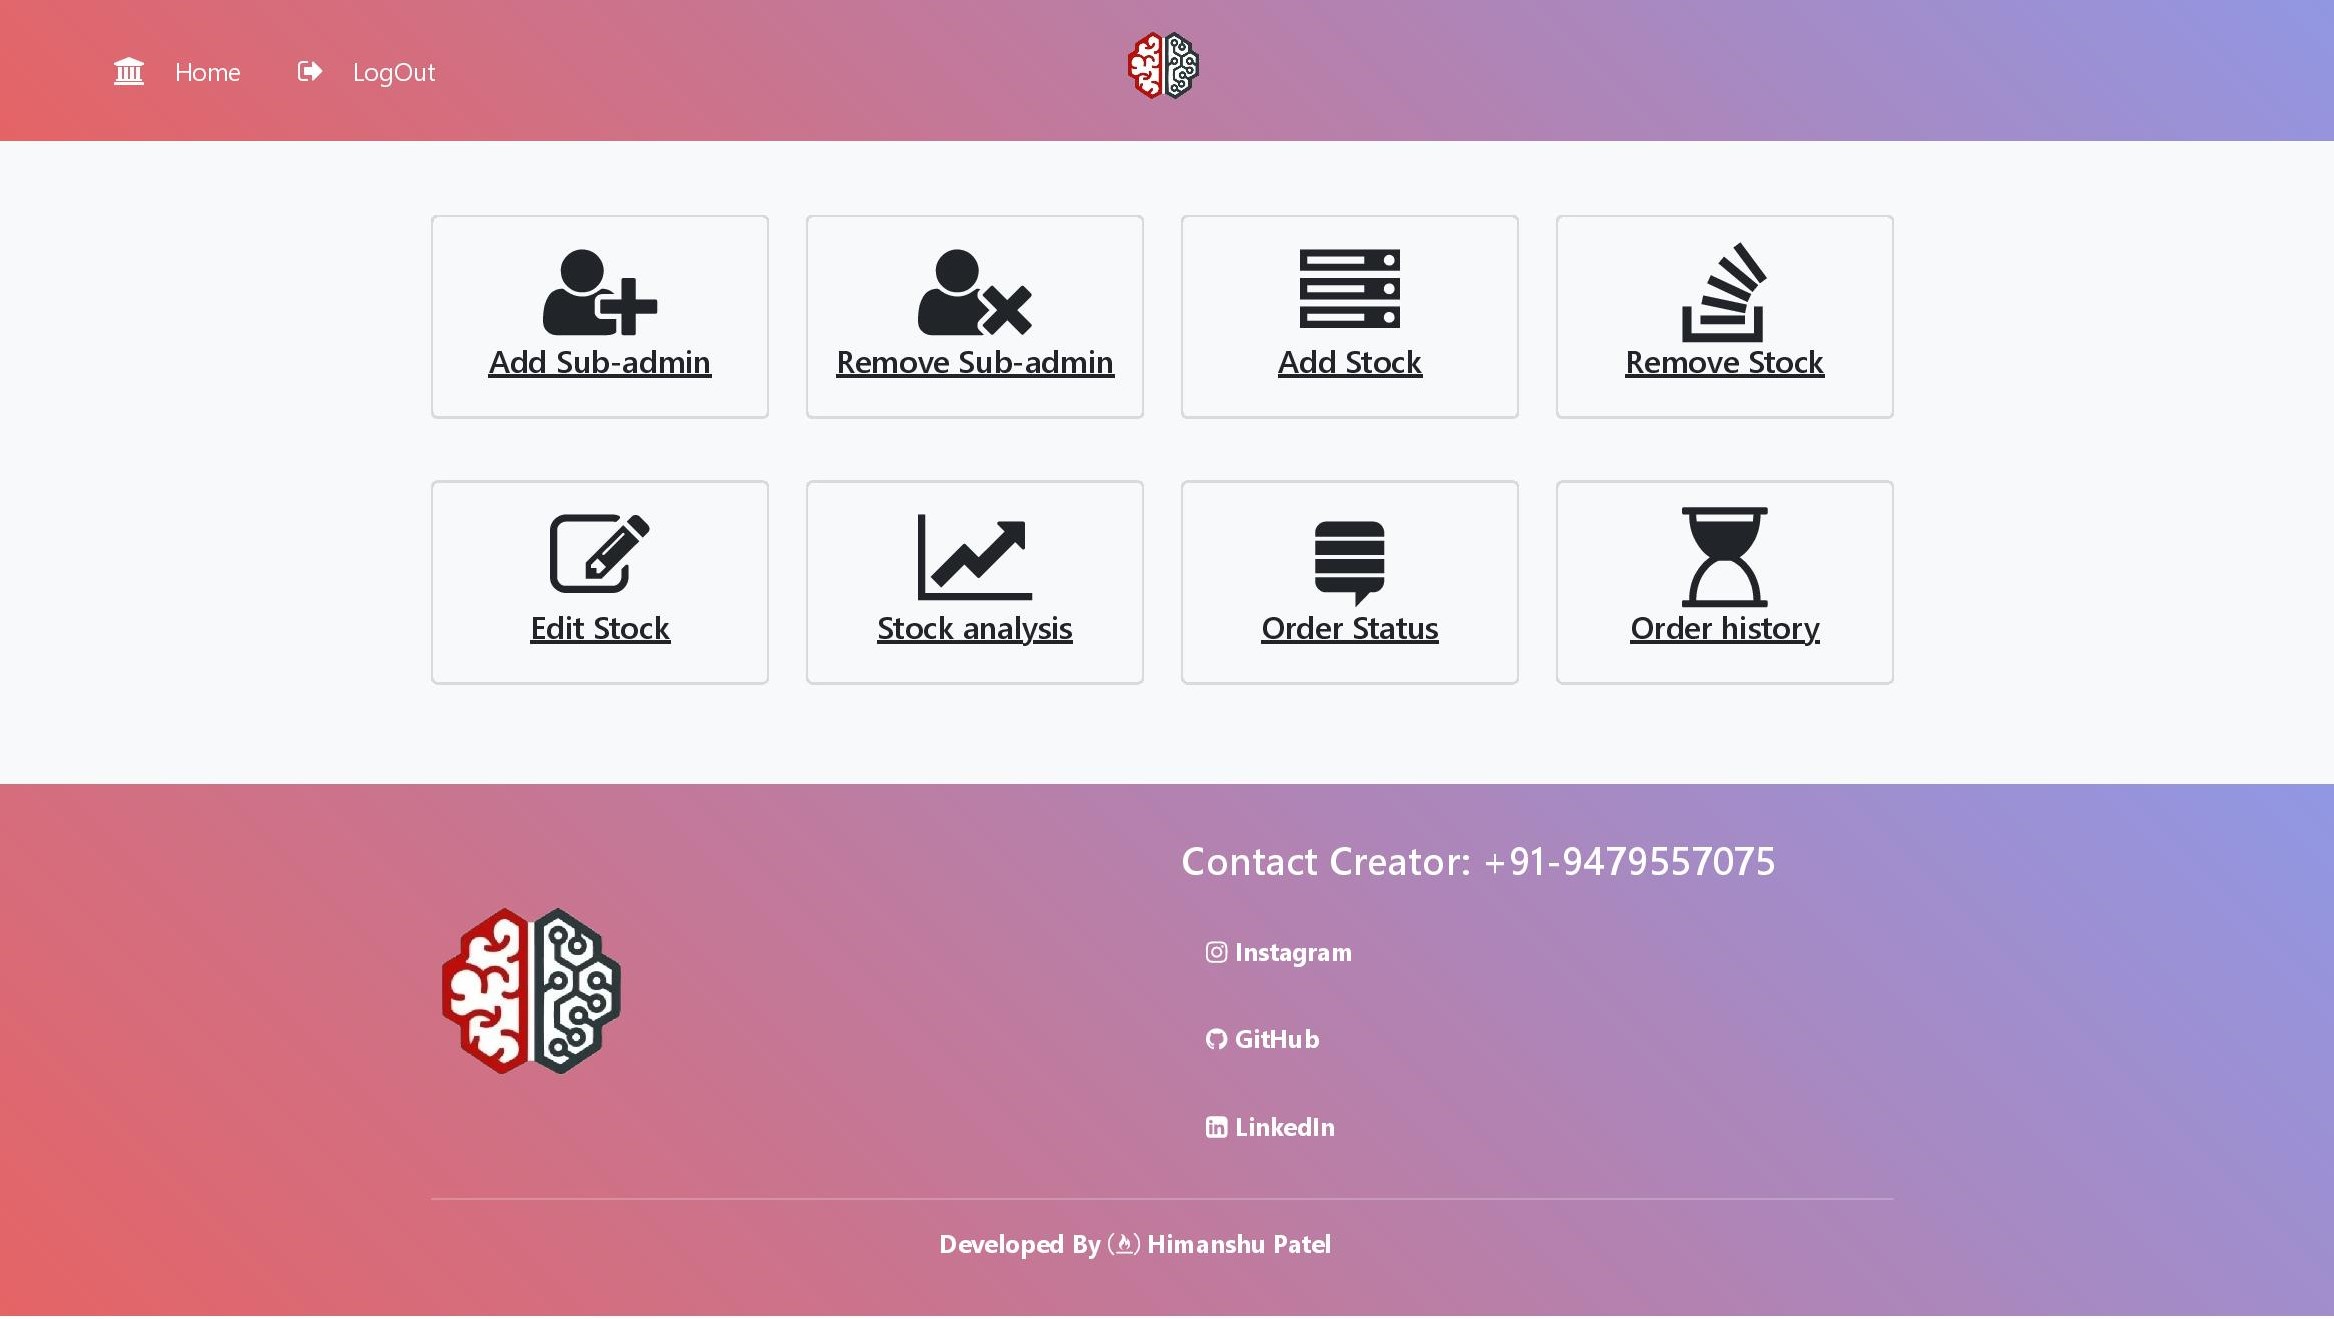 Home
LogOut
Add Sub-admin
Remove Sub-admin
Add Stock
Remove Stock
Edit Stock
Stock analysis
Order Status
Order history
Contact Creator: +91-9479557075
Instagram
GitHub
LinkedIn
Developed By Himanshu Patel